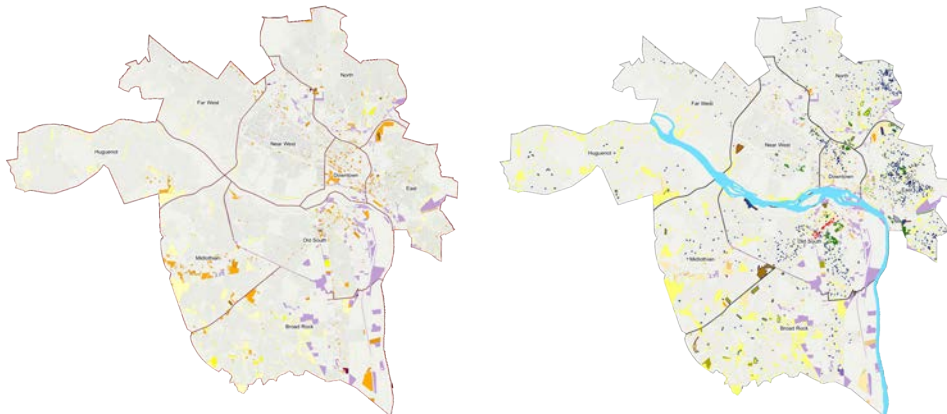 North
Far West
Near West
Huguenot
Downtown
East
Old South
Midlothian
Broad Rock
North
Far West
Near West
Huguenot
Downtown
Old South
Midlothian
Broad Rock